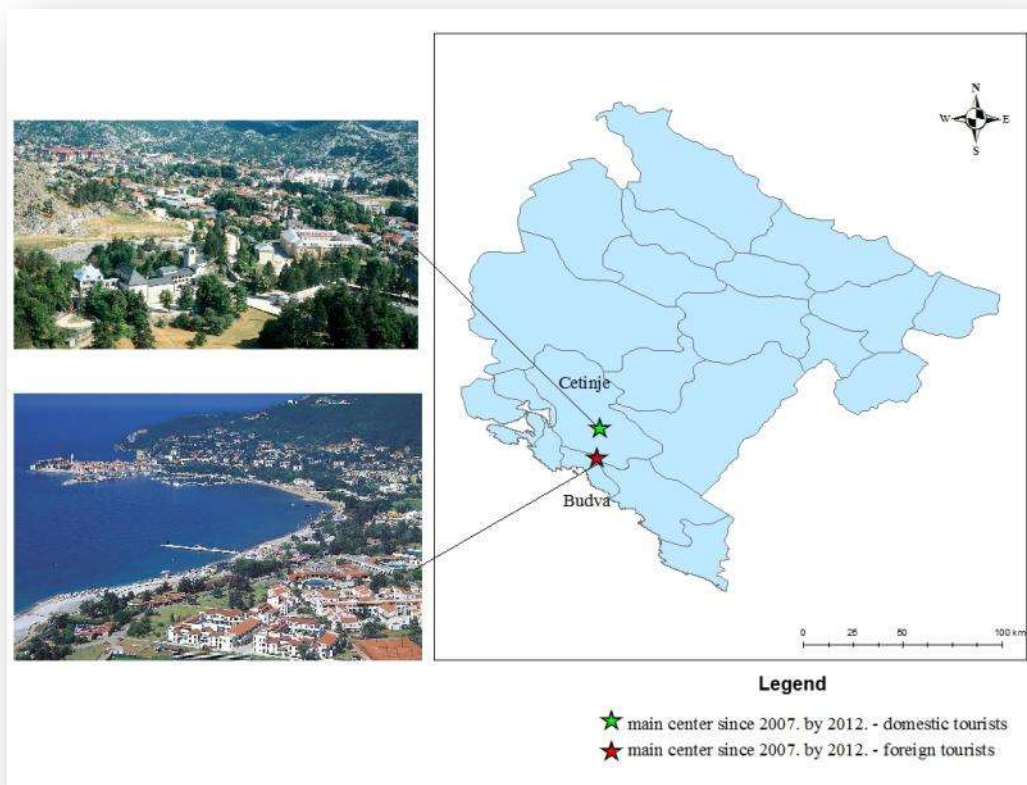 N
W E
S
Cetinje
Budva
0 25 50 100 km
Legend
main center since 2007. by 2012. - domestic tourists
main center since 2007. by 2012. - foreign tourists